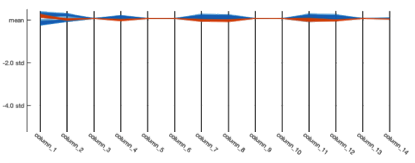 mean
-2.0 std
-4.0 std
column_1
column_2
column_3
column_4
column_5
column_6
column_7
column_8
column_9
column_10
column_11
column_12
column_13
column_14